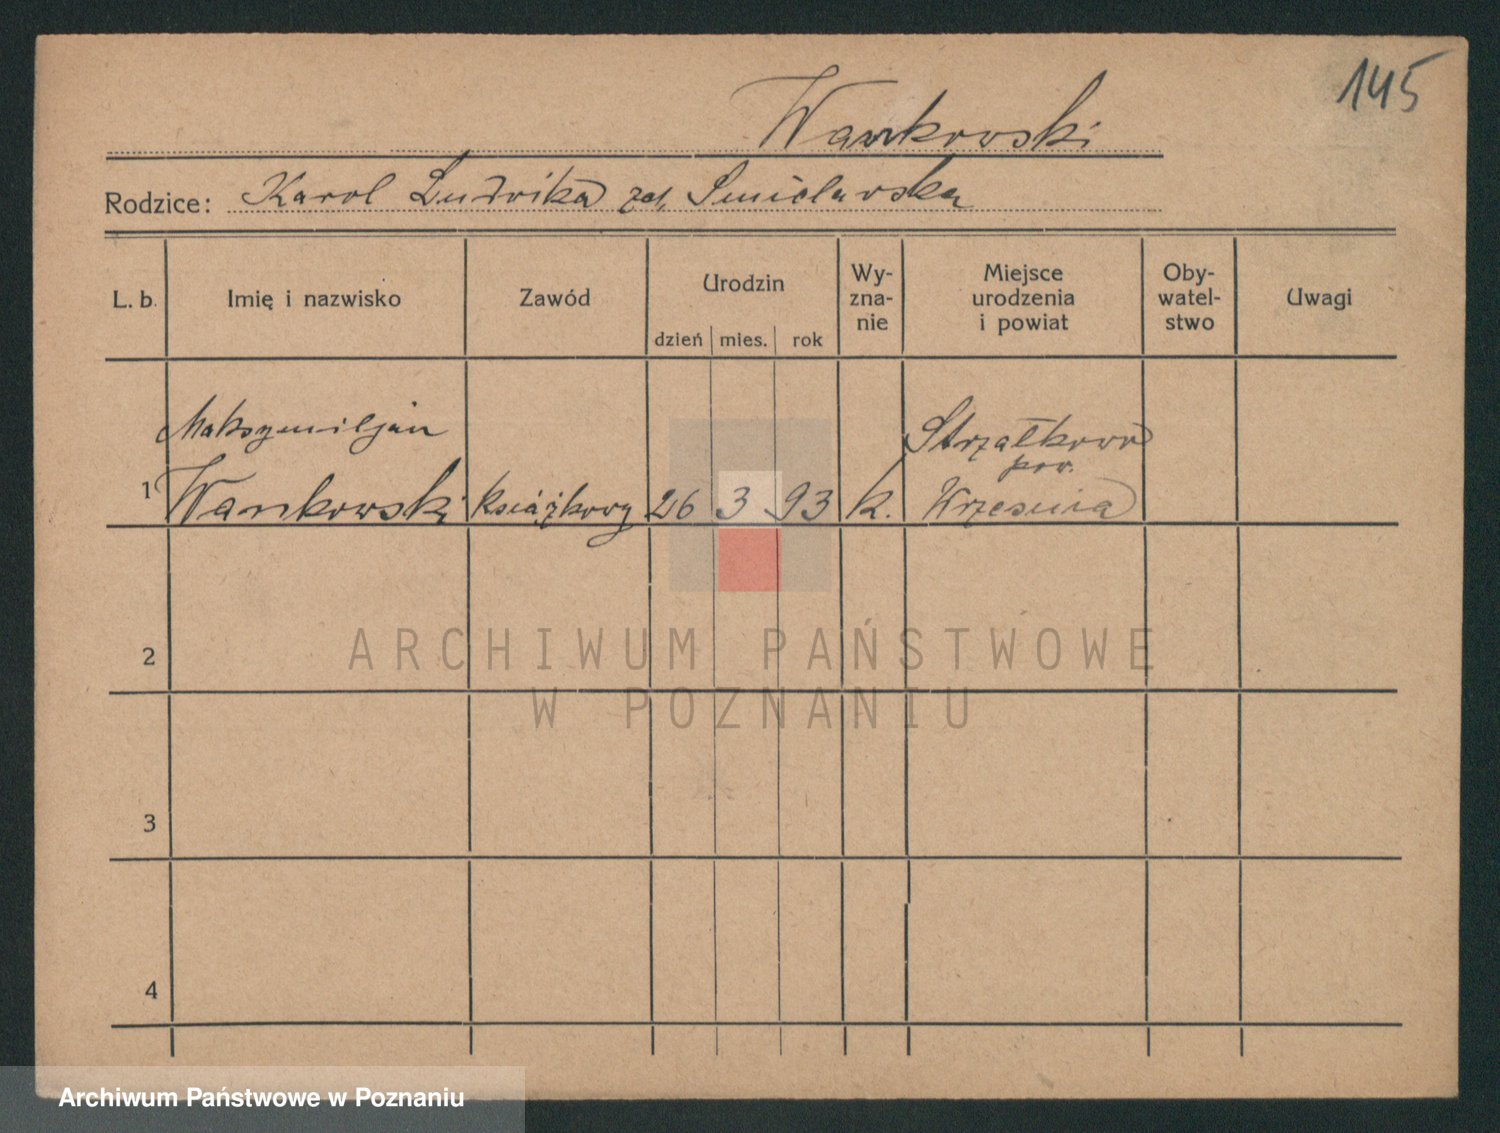 145
Wankowski
Rodzice: Karol Ludwika zd. Smielawska
L. b.
Imię i nazwisko
Zawód
Urodzin
dzień mies. rok
Wy-
zna-
nie
Miejsce
urodzenia
i powiat
Oby-
watel-
stwo
Uwagi
1
Maksymiljan
Wankowski
książkowy
26 3 93
k.
Strzałkowo
pow.
Września
2
3
4
ARCHIWUM PAŃSTWOWE
W POZNANIU
Archiwum Państwowe w Poznaniu